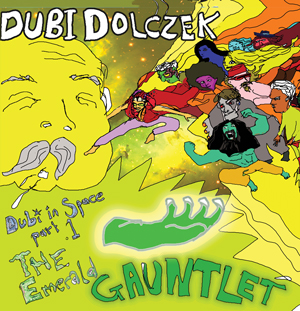 DUBI DOLCZEK
Dubi in Space
part 1
THE
Emerald
GAUNTLET